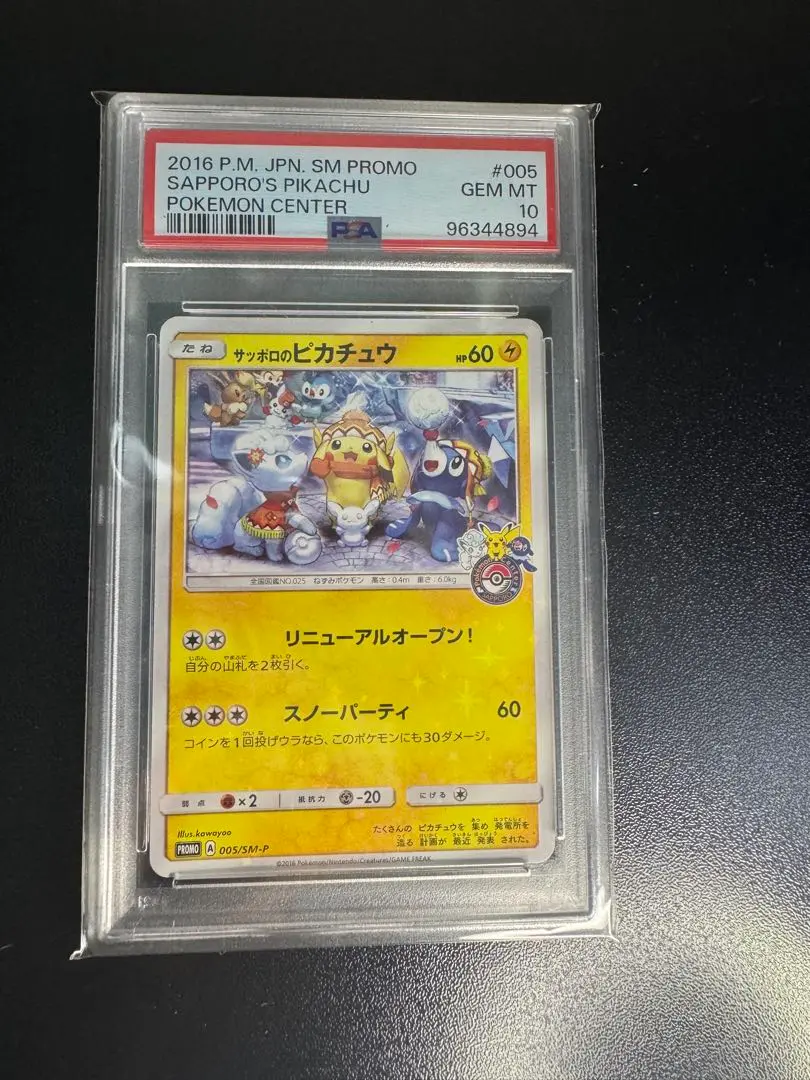 2016 P.M. JPN. SM PROMO #005
SAPPORO'S PIKACHU GEM MT
POKEMON CENTER 10
PSA 96344894
たね サッポロのピカチュウ HP60
全国図鑑NO.025 ねずみポケモン 高さ:0.4m 重さ:6.0kg
Pokémon Center
SAPPORO
リニューアルオープン!
自分の山札を2枚引く。
スノーパーティ 60
コインを1回投げウラなら、このポケモンにも30ダメージ。
弱点 ×2 抵抗力 -20 にげる
たくさんの ピカチュウを 集め 発電所を
造る 計画が 最近 発表 された。
Illus.kawayoo
PROMO A 005/SM-P
©2016 Pokémon/Nintendo/Creatures/GAME FREAK